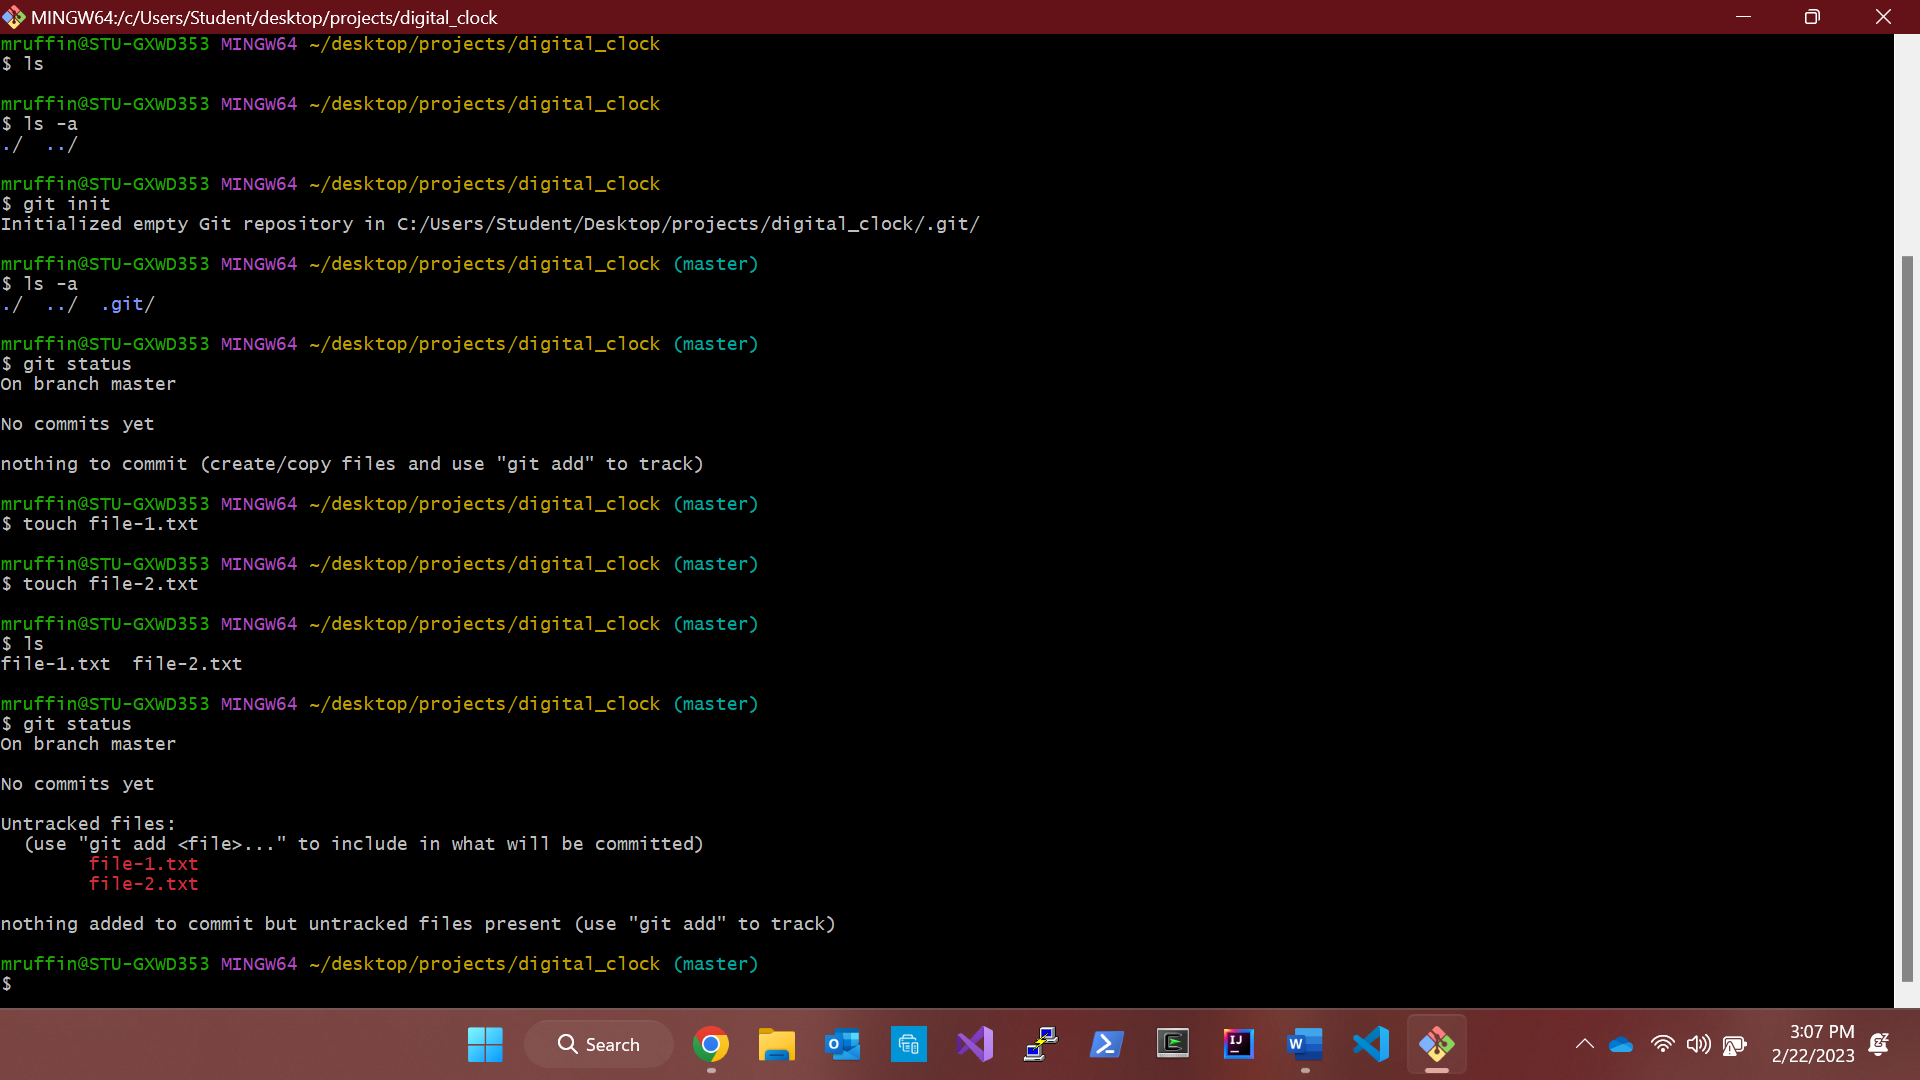 MINGW64:/c/Users/Student/desktop/projects/digital_clock
mruffin@STU-GXWD353 MINGW64 ~/desktop/projects/digital_clock
$ ls
mruffin@STU-GXWD353 MINGW64 ~/desktop/projects/digital_clock
$ ls -a
./  ../
mruffin@STU-GXWD353 MINGW64 ~/desktop/projects/digital_clock
$ git init
Initialized empty Git repository in C:/Users/Student/Desktop/projects/digital_clock/.git/
mruffin@STU-GXWD353 MINGW64 ~/desktop/projects/digital_clock (master)
$ ls -a
./  ../  .git/
mruffin@STU-GXWD353 MINGW64 ~/desktop/projects/digital_clock (master)
$ git status
On branch master
No commits yet
nothing to commit (create/copy files and use "git add" to track)
mruffin@STU-GXWD353 MINGW64 ~/desktop/projects/digital_clock (master)
$ touch file-1.txt
mruffin@STU-GXWD353 MINGW64 ~/desktop/projects/digital_clock (master)
$ touch file-2.txt
mruffin@STU-GXWD353 MINGW64 ~/desktop/projects/digital_clock (master)
$ ls
file-1.txt  file-2.txt
mruffin@STU-GXWD353 MINGW64 ~/desktop/projects/digital_clock (master)
$ git status
On branch master
No commits yet
Untracked files:
  (use "git add <file>..." to include in what will be committed)
        file-1.txt
        file-2.txt
nothing added to commit but untracked files present (use "git add" to track)
mruffin@STU-GXWD353 MINGW64 ~/desktop/projects/digital_clock (master)
$
Search
3:07 PM
2/22/2023